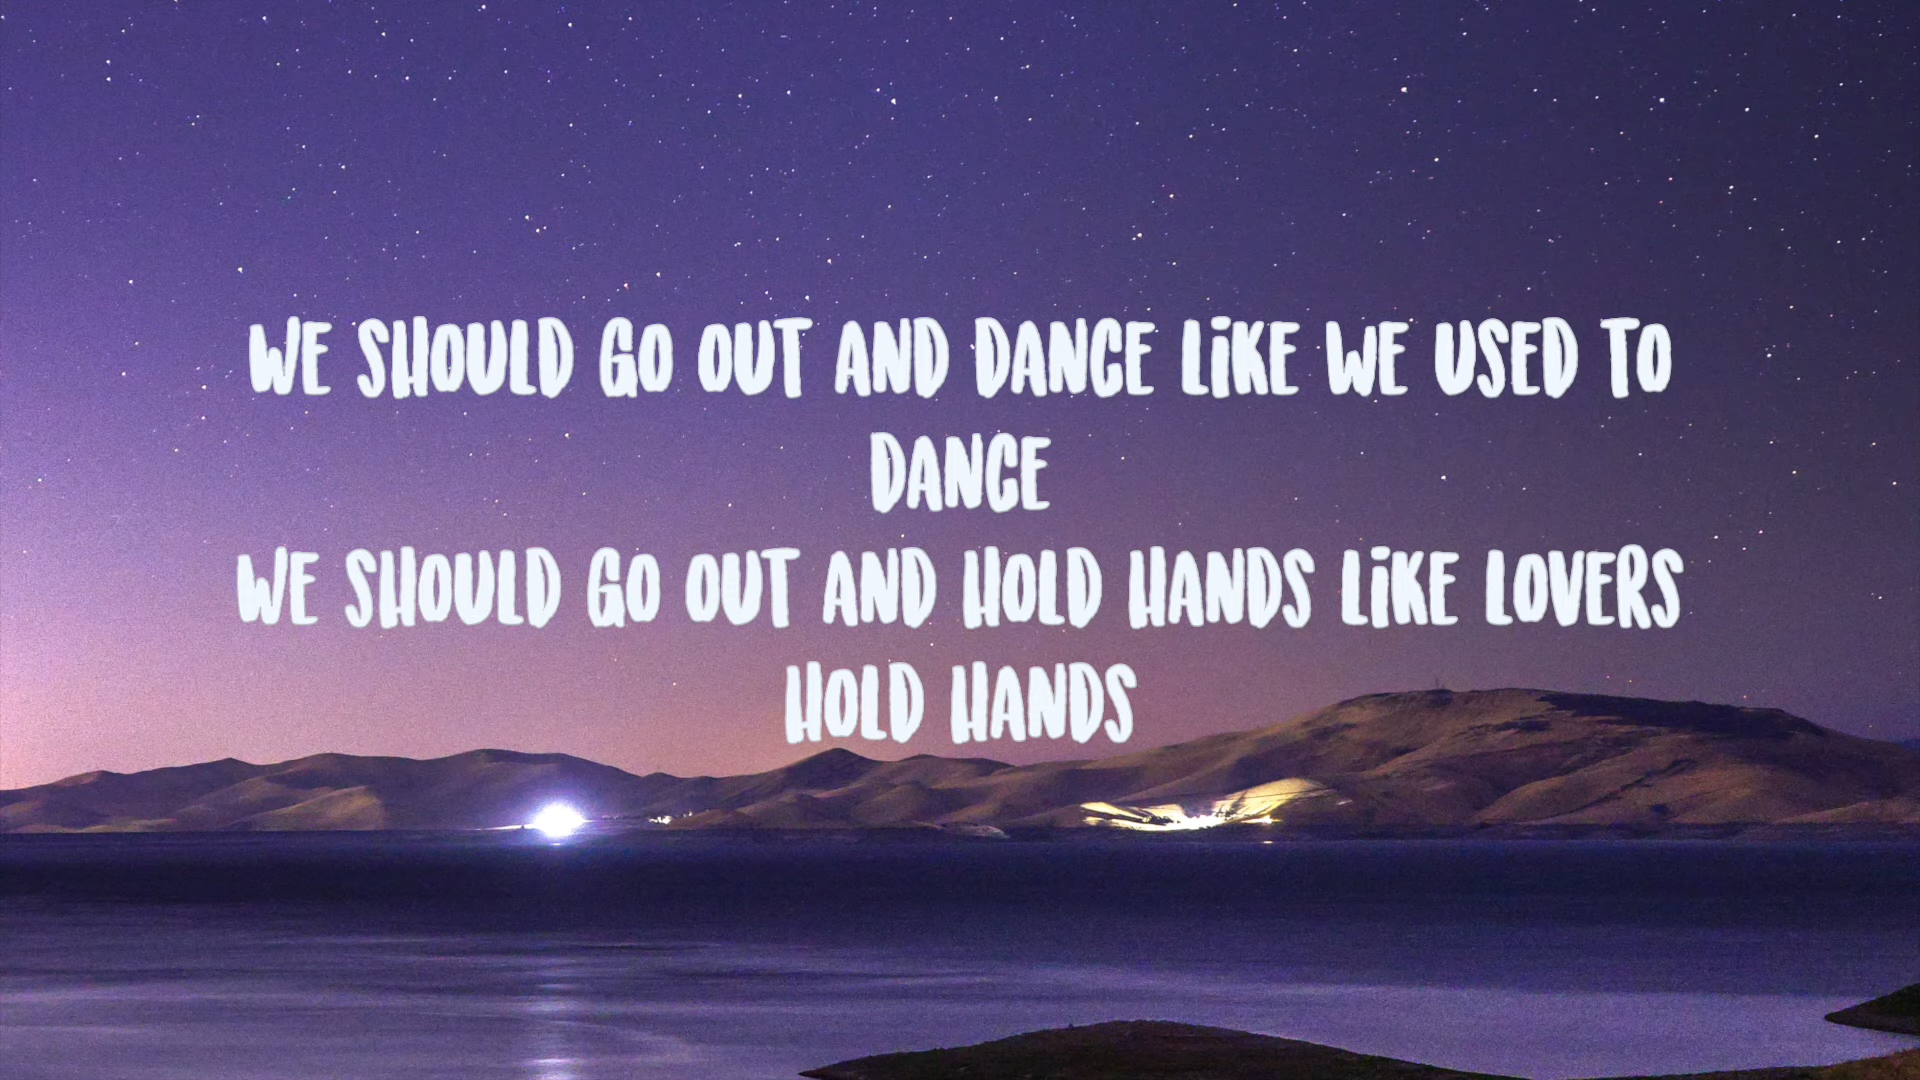 WE SHOULD GO OUT AND DANCE LIKE WE USED TO
DANCE
WE SHOULD GO OUT AND HOLD HANDS LIKE LOVERS
HOLD HANDS